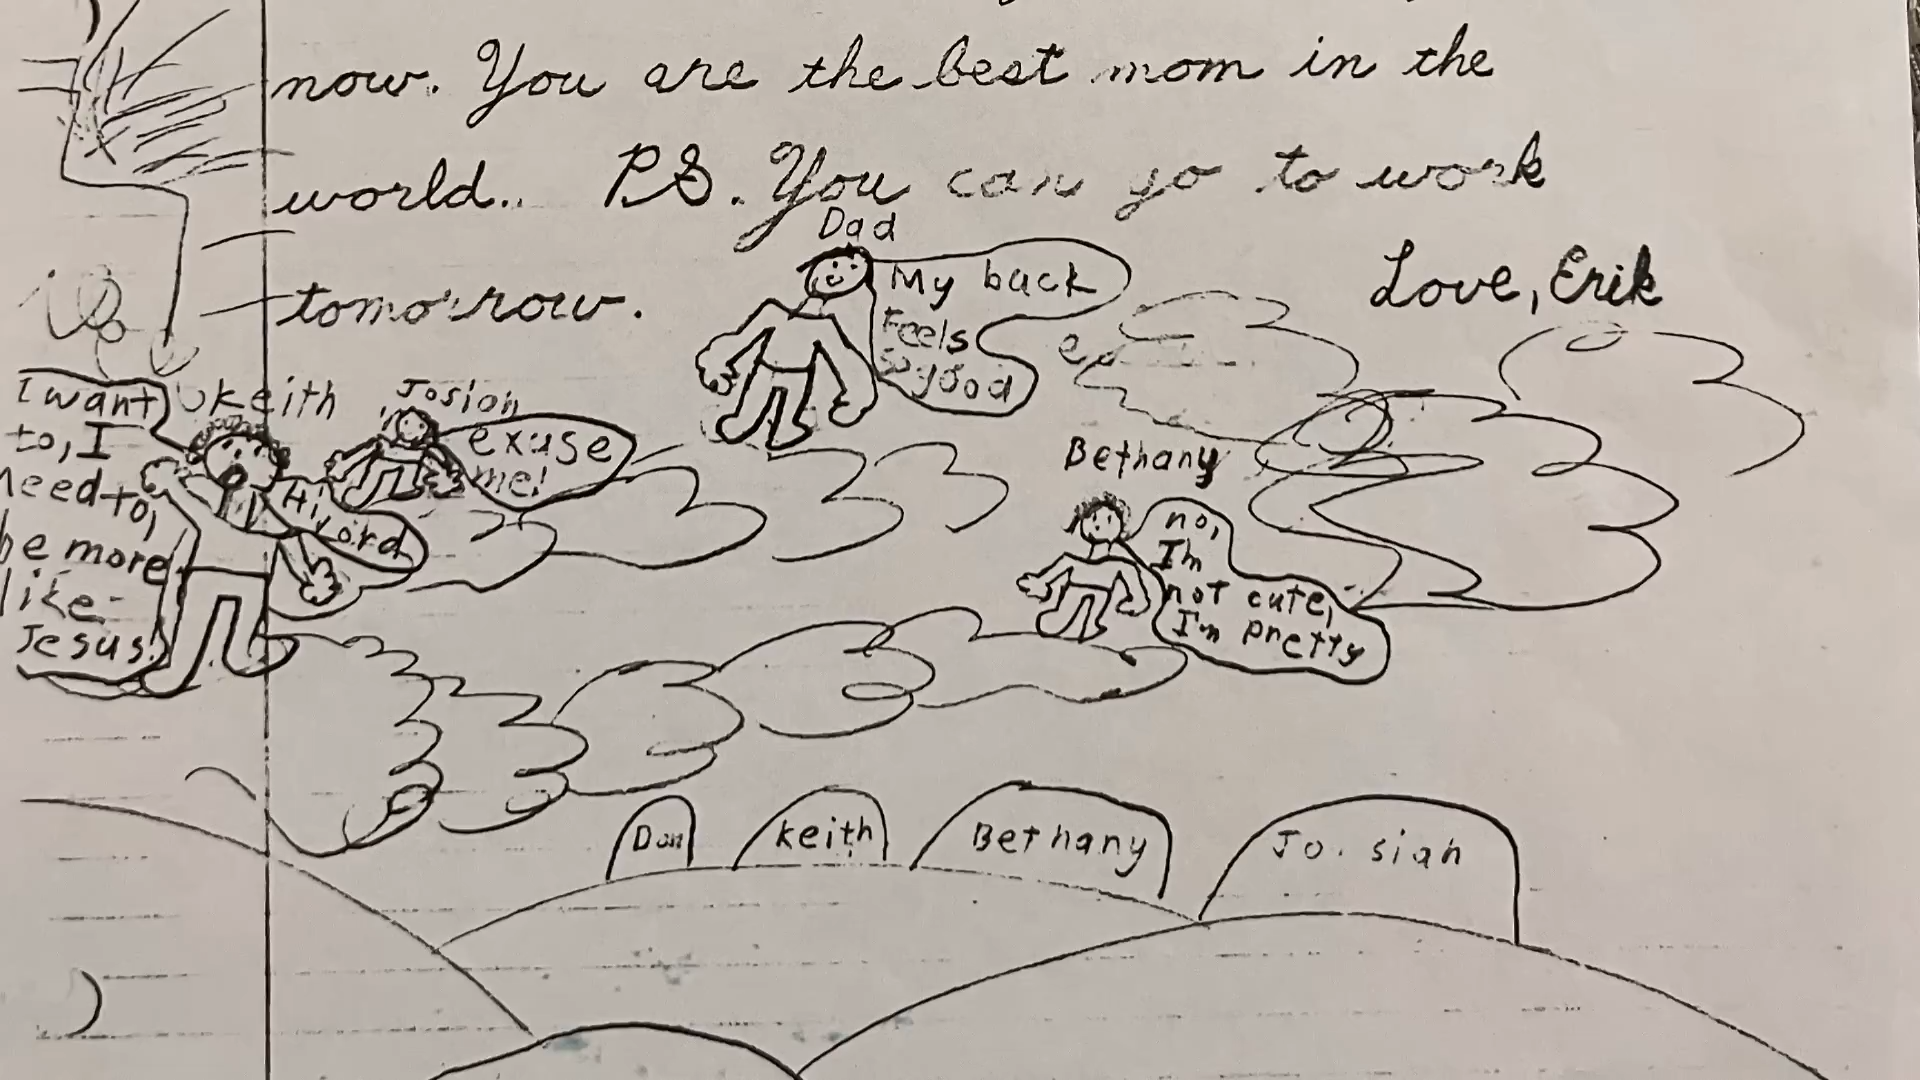 now. You are the best mom in the
world.. P.S. You can go to work
tomorrow.
Love, Erik
Dad
My back
Feels
so good
Keith
I want
to, I
need to,
be more
like
Jesus!
Hi, lord
Josiah
exuse
me!
Bethany
no,
I'm
not cute,
I'm pretty
Dan
Keith
Bethany
Jo. siah